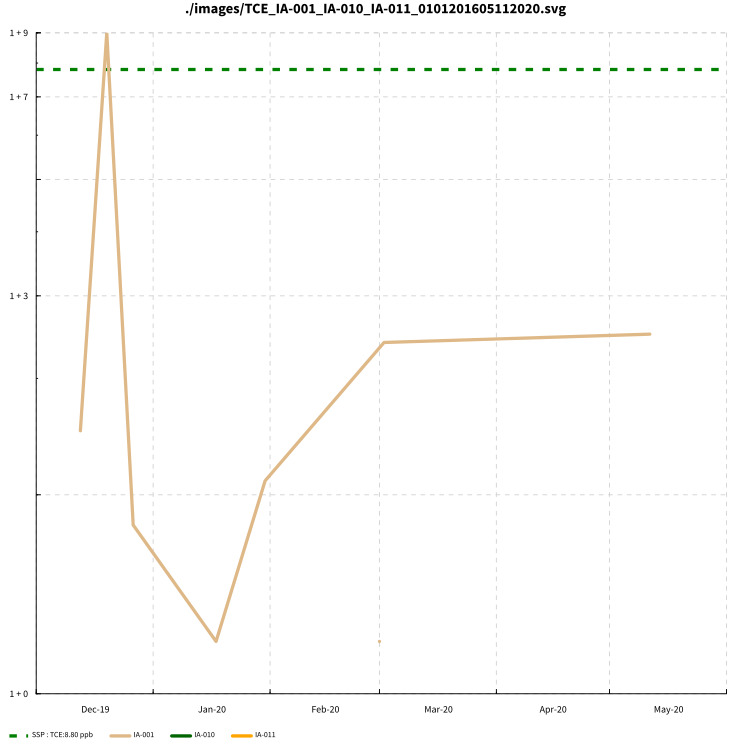 ./images/TCE_IA-001_IA-010_IA-011_0101201605112020.svg
1 + 9
1 + 7
1 + 3
1 + 0
Dec-19 Jan-20 Feb-20 Mar-20 Apr-20 May-20
SSP : TCE:8.80 ppb IA-001 IA-010 IA-011